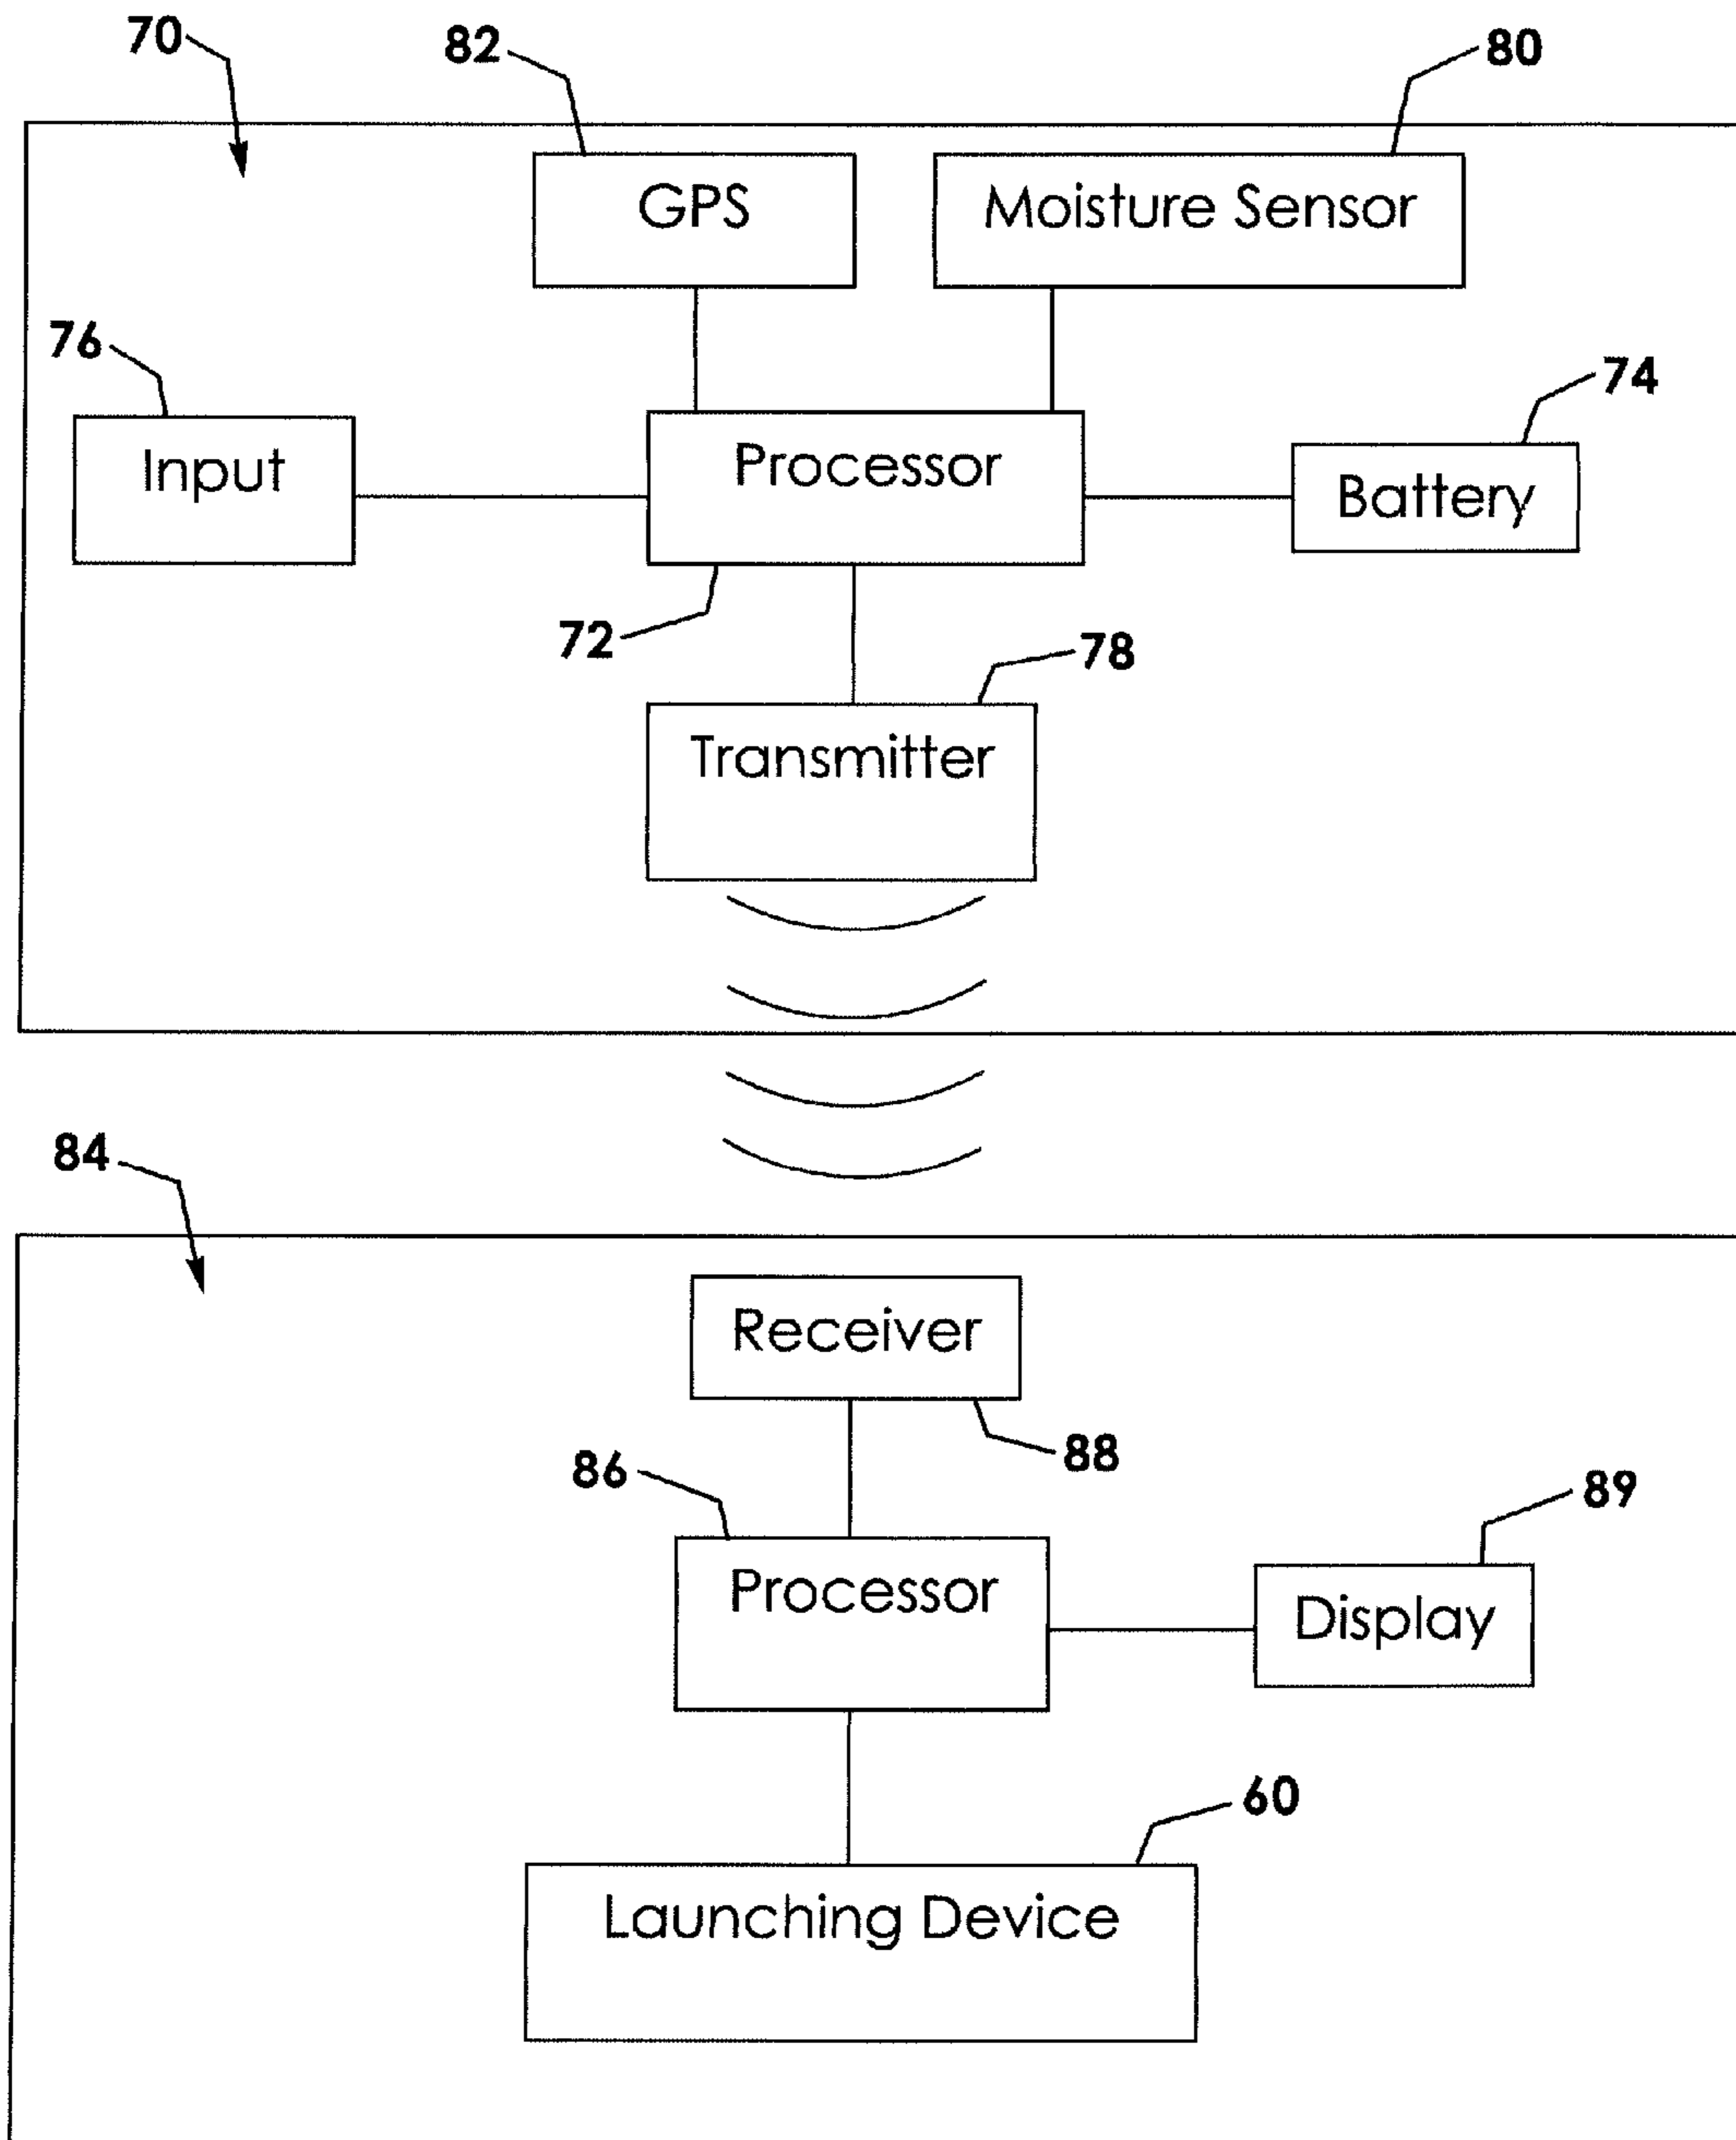 70
82
80
GPS
Moisture Sensor
76
74
Input
Processor
Battery
72
78
Transmitter
84
Receiver
88
86
89
Processor
Display
60
Launching Device